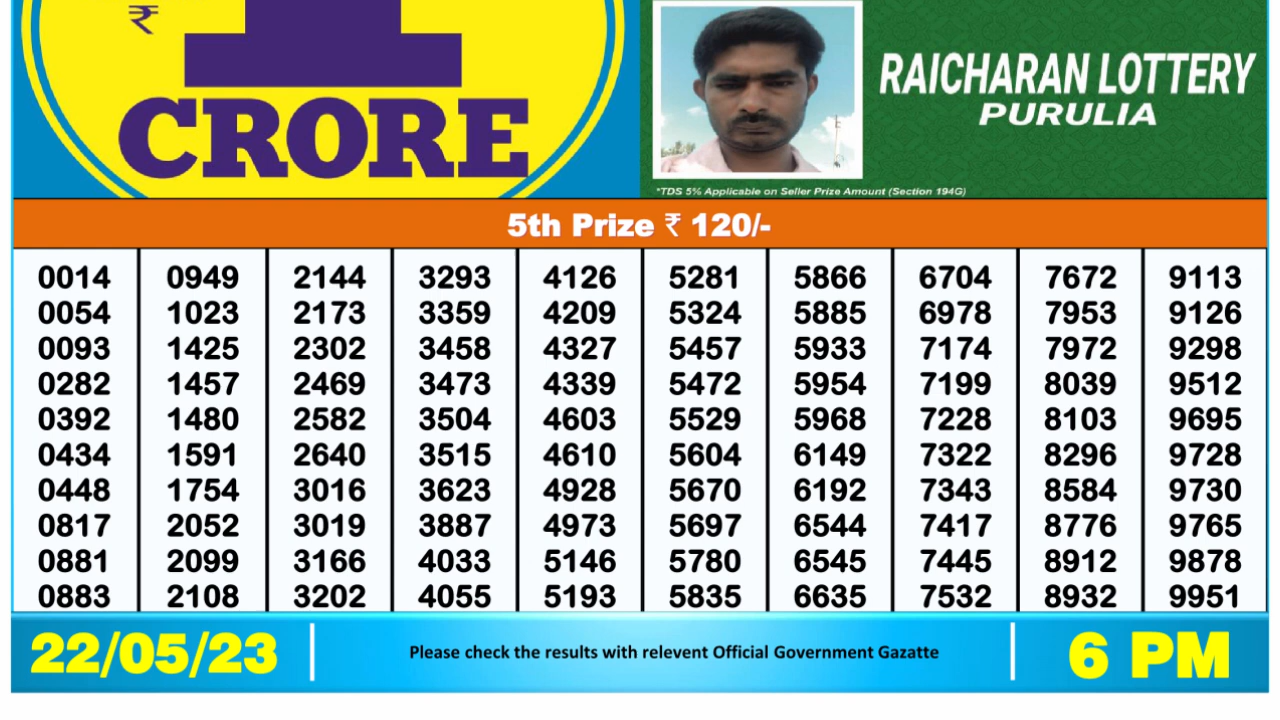 ₹
1
CRORE
RAICHARAN LOTTERY
PURULIA
*TDS 5% Applicable on Seller Prize Amount (Section 194G)
5th Prize ₹ 120/-
0014 0949 2144 3293 4126 5281 5866 6704 7672 9113
0054 1023 2173 3359 4209 5324 5885 6978 7953 9126
0093 1425 2302 3458 4327 5457 5933 7174 7972 9298
0282 1457 2469 3473 4339 5472 5954 7199 8039 9512
0392 1480 2582 3504 4603 5529 5968 7228 8103 9695
0434 1591 2640 3515 4610 5604 6149 7322 8296 9728
0448 1754 3016 3623 4928 5670 6192 7343 8584 9730
0817 2052 3019 3887 4973 5697 6544 7417 8776 9765
0881 2099 3166 4033 5146 5780 6545 7445 8912 9878
0883 2108 3202 4055 5193 5835 6635 7532 8932 9951
22/05/23
Please check the results with relevent Official Government Gazatte
6 PM